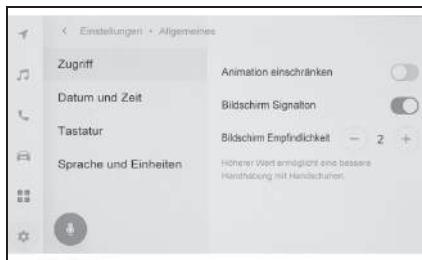 Einstellungen • Allgemeines
Zugriff
Datum und Zeit
Tastatur
Sprache und Einheiten
Animation einschränken
Bildschirm Signalton
Bildschirm Empfindlichkeit − 2 +
Höherer Wert ermöglicht eine bessere
Handhabung mit Handschuhen.